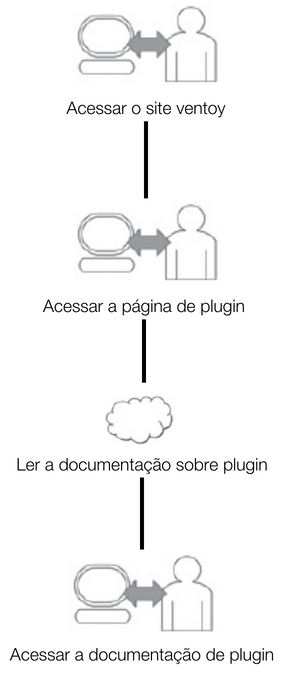 Acessar o site ventoy
Acessar a página de plugin
Ler a documentação sobre plugin
Acessar a documentação de plugin